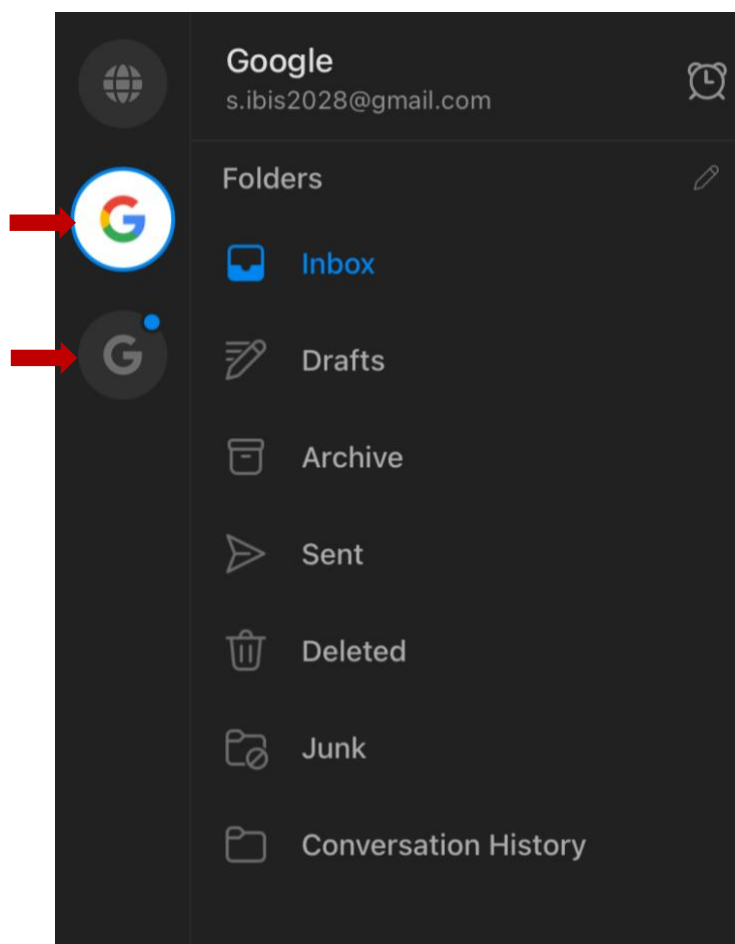 Google
s.ibis2028@gmail.com
Folders
Inbox
Drafts
Archive
Sent
Deleted
Junk
Conversation History